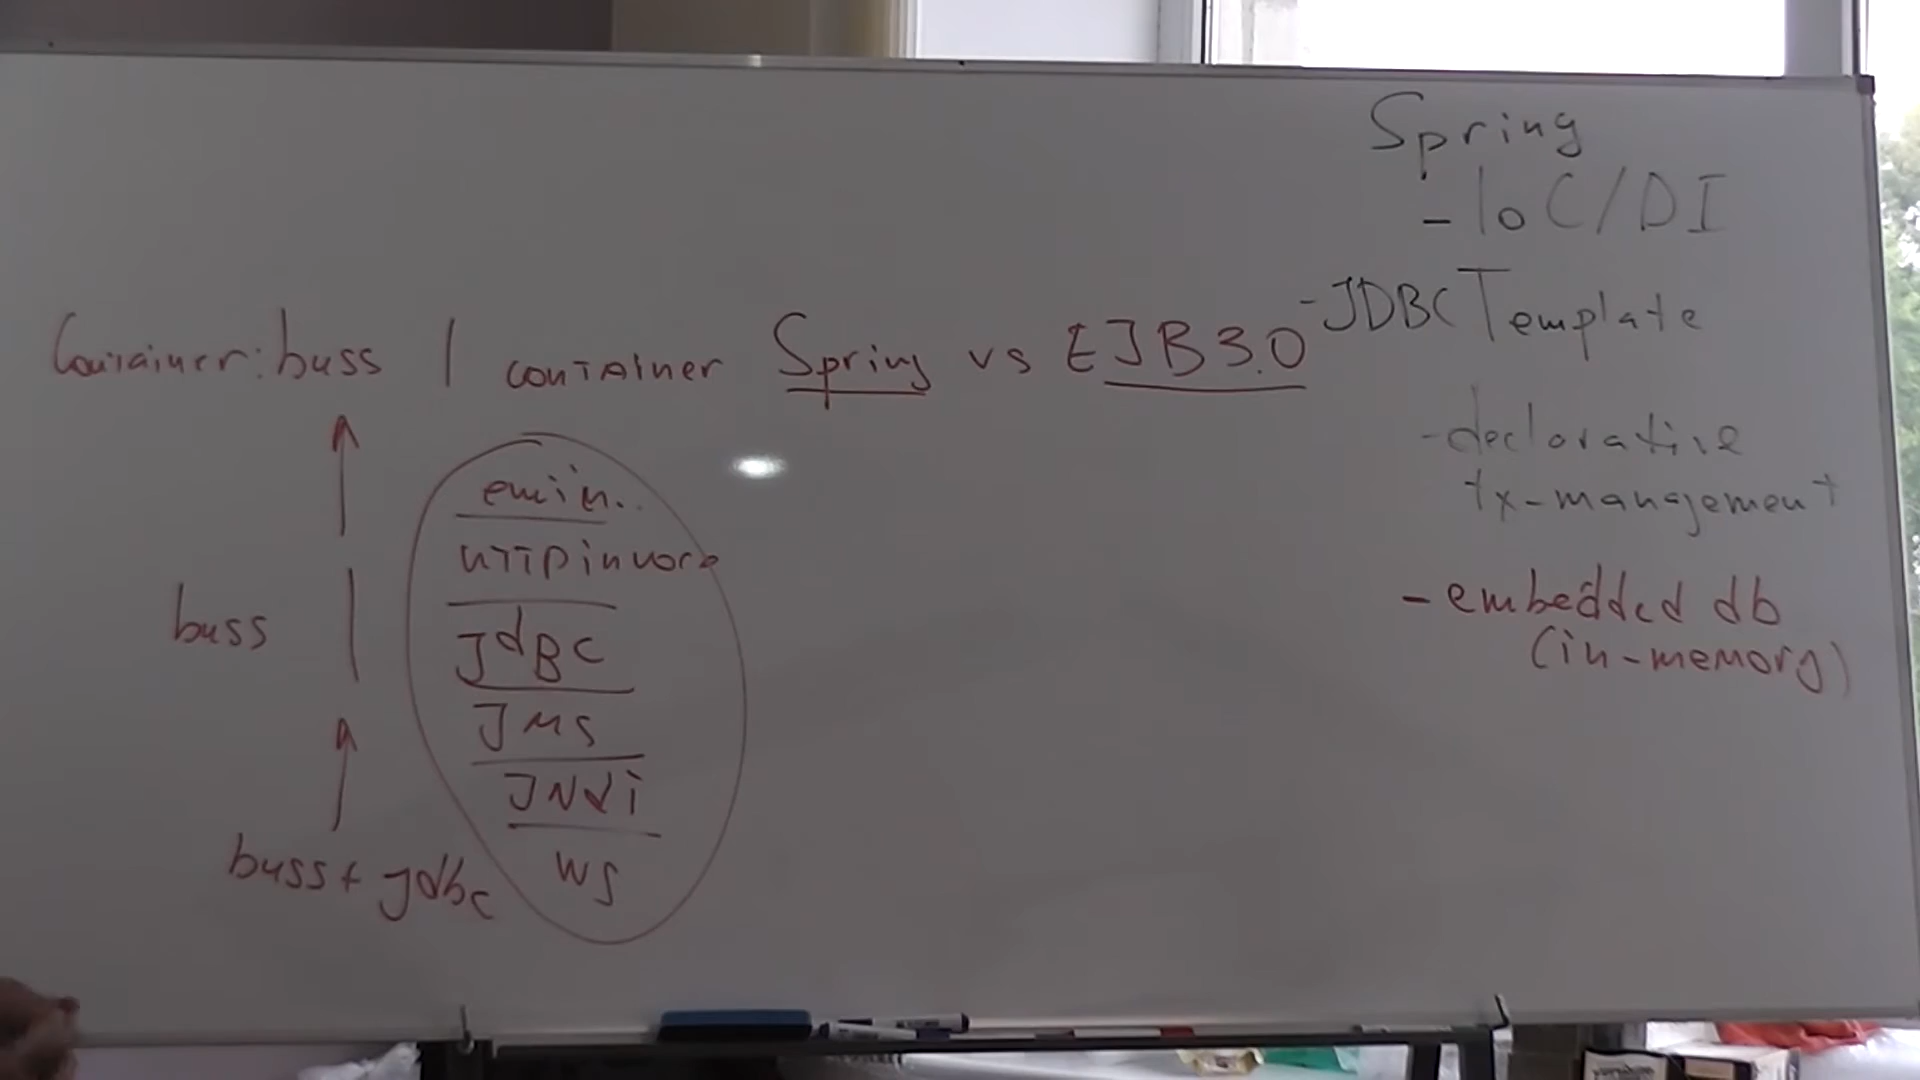 Spring
- IoC/DI
- JDBC Template
- declarative
tx-management
- embedded db
(in-memory)
Container: buss | container Spring vs EJB3.0
JdBC
JMS
JNdi
WS
buss
buss + jdbc